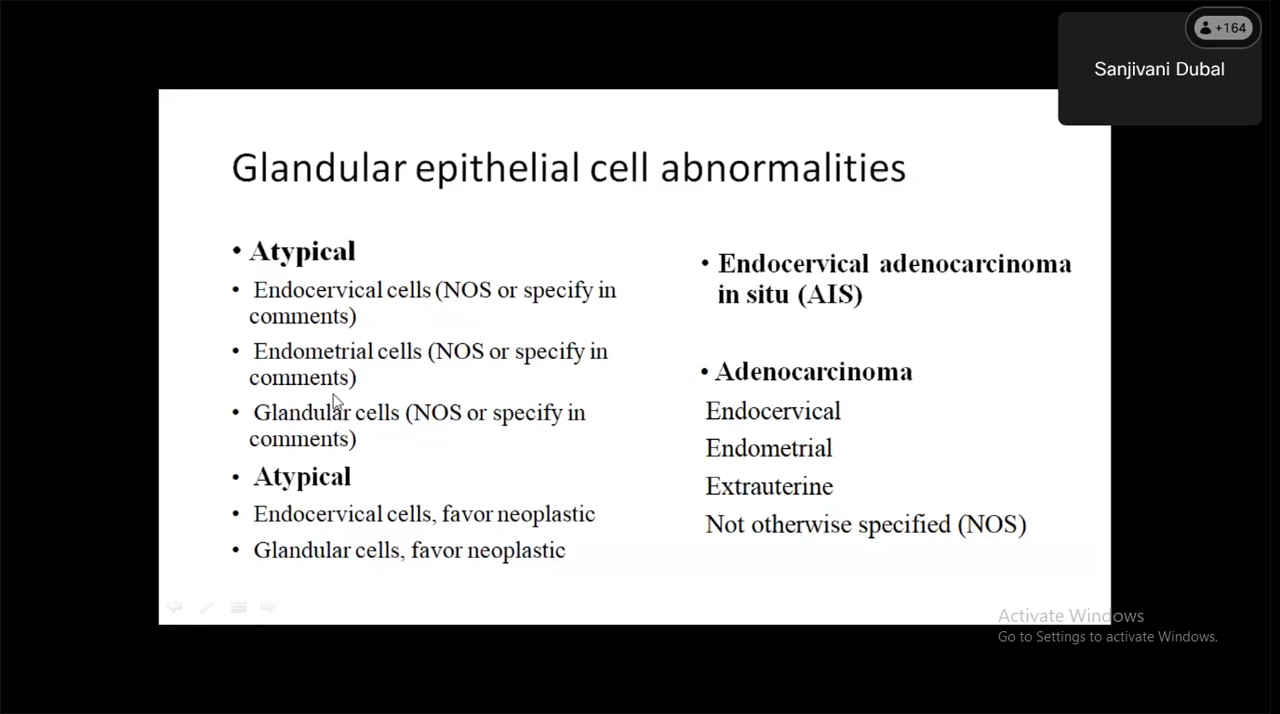 +164
Sanjivani Dubal
Glandular epithelial cell abnormalities
• Atypical
• Endocervical cells (NOS or specify in
comments)
• Endometrial cells (NOS or specify in
comments)
• Glandular cells (NOS or specify in
comments)
• Atypical
• Endocervical cells, favor neoplastic
• Glandular cells, favor neoplastic
• Endocervical adenocarcinoma
in situ (AIS)
• Adenocarcinoma
Endocervical
Endometrial
Extrauterine
Not otherwise specified (NOS)
Activate Windows
Go to Settings to activate Windows.